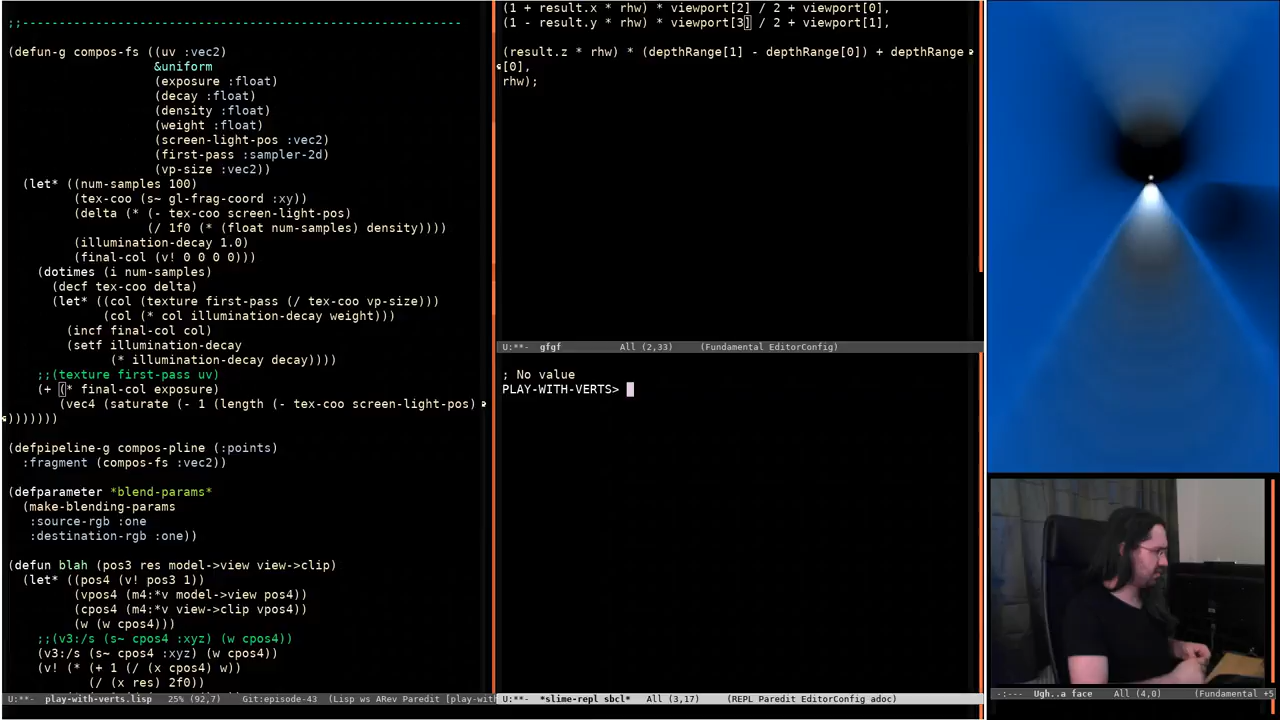 ;;------------------------------------------------------------
(defun-g compos-fs ((uv :vec2)
&uniform
(exposure :float)
(decay :float)
(density :float)
(weight :float)
(screen-light-pos :vec2)
(first-pass :sampler-2d)
(vp-size :vec2))
(let* ((num-samples 100)
(tex-coo (s~ gl-frag-coord :xy))
(delta (* (- tex-coo screen-light-pos)
(/ 1f0 (* (float num-samples) density))))
(illumination-decay 1.0)
(final-col (v! 0 0 0 0)))
(dotimes (i num-samples)
(decf tex-coo delta)
(let* ((col (texture first-pass (/ tex-coo vp-size)))
(col (* col illumination-decay weight)))
(incf final-col col)
(setf illumination-decay
(* illumination-decay decay))))
;;(texture first-pass uv)
(+ (* final-col exposure)
(vec4 (saturate (- 1 (length (- tex-coo screen-light-pos)
)))))))
(defpipeline-g compos-pline (:points)
:fragment (compos-fs :vec2))
(defparameter *blend-params*
(make-blending-params
:source-rgb :one
:destination-rgb :one))
(defun blah (pos3 res model->view view->clip)
(let* ((pos4 (v! pos3 1))
(vpos4 (m4:*v model->view pos4))
(cpos4 (m4:*v view->clip vpos4))
(w (w cpos4)))
;;(v3:/s (s~ cpos4 :xyz) (w cpos4))
(v3:/s (s~ cpos4 :xyz) (w cpos4))
(v! (* (+ 1 (/ (x cpos4) w))
(/ (x res) 2f0))
U:**-  play-with-verts.lisp   25% (92,7)   Git:episode-43  (Lisp ws ARev Paredit [play-wit
(1 + result.x * rhw) * viewport[2] / 2 + viewport[0],
(1 - result.y * rhw) * viewport[3] / 2 + viewport[1],
(result.z * rhw) * (depthRange[1] - depthRange[0]) + depthRange
[0],
rhw);
U:**-  gfgf   All (2,33)   (Fundamental EditorConfig)
; No value
PLAY-WITH-VERTS>
U:**-  *slime-repl sbcl*   All (3,17)   (REPL Paredit EditorConfig adoc)
-:---  Ugh..a face   All (4,0)   (Fundamental +5